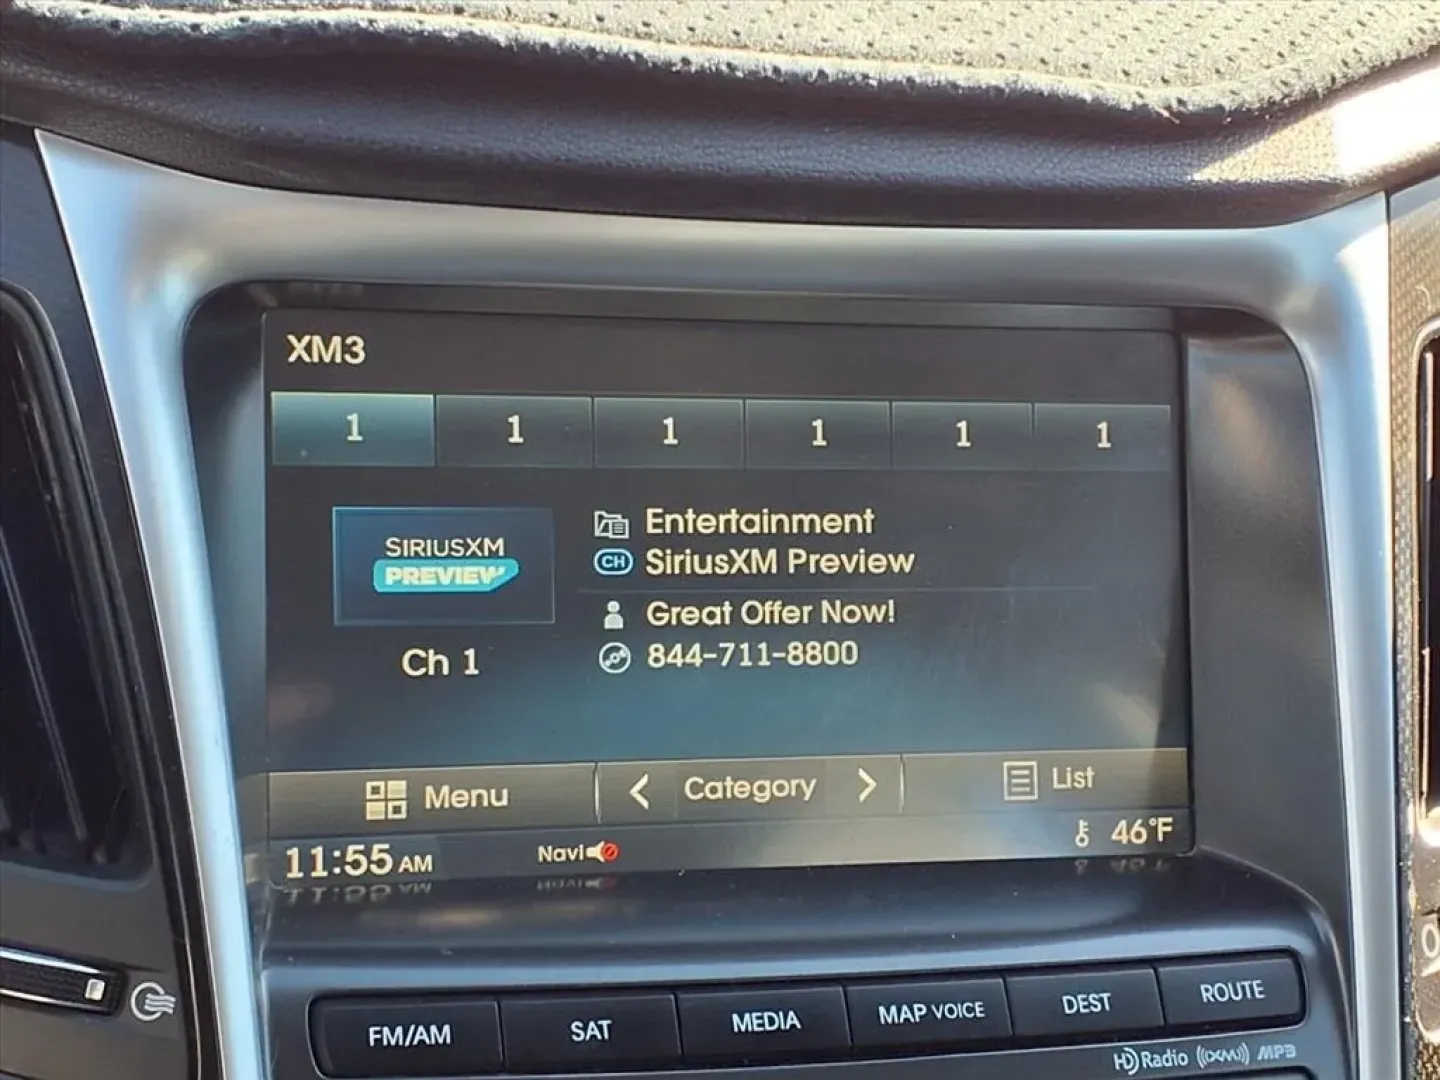 XM3
1 1 1 1 1 1
SIRIUSXM
PREVIEW
Ch 1
Entertainment
CH SiriusXM Preview
Great Offer Now!
844-711-8800
Menu < Category > List
11:55 AM Navi 46°F
FM/AM SAT MEDIA MAP VOICE DEST ROUTE
HD Radio ((XM)) MP3